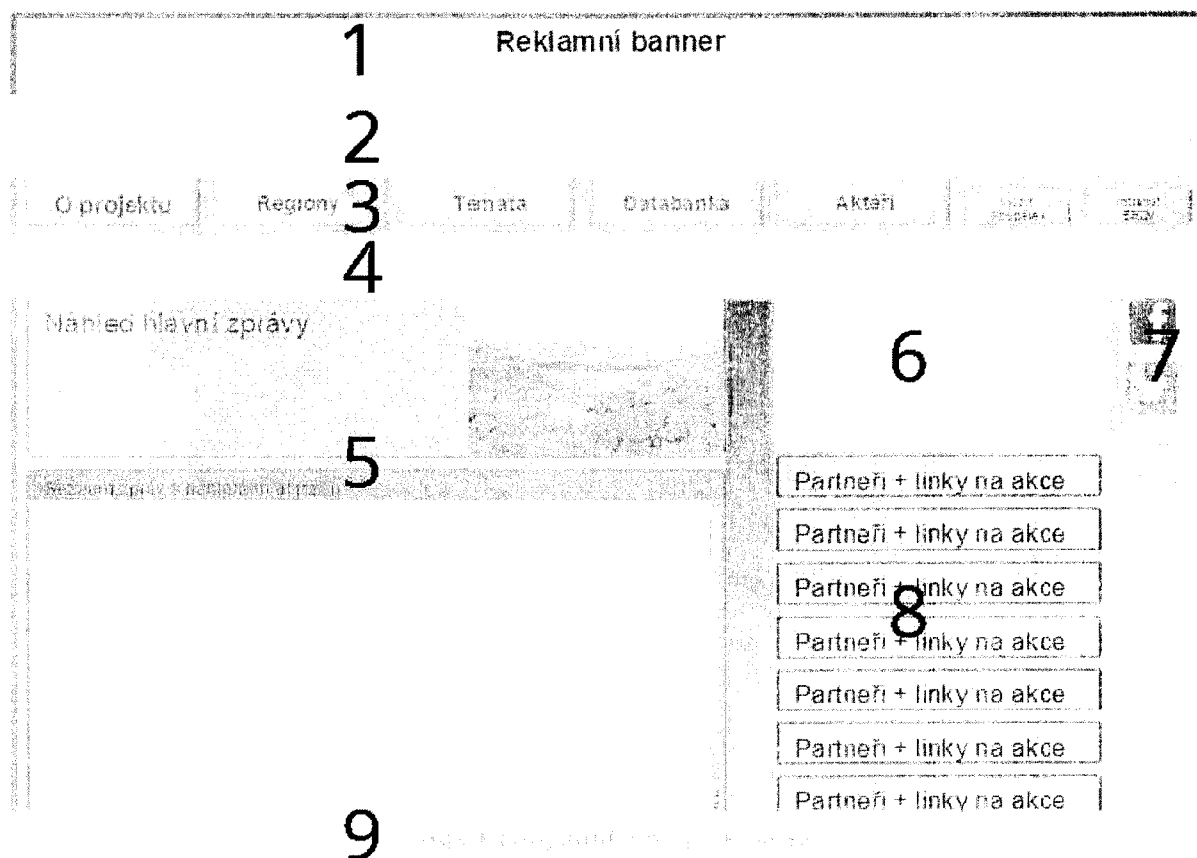 1 Reklamní banner
2
O projektu Regiony 3 Témata Databanka Aktéři
4
Náhled hlavní zprávy
6
7
5
Partneři + linky na akce
Partneři + linky na akce
Partneři + linky na akce
8
Partneři + linky na akce
Partneři + linky na akce
Partneři + linky na akce
Partneři + linky na akce
9